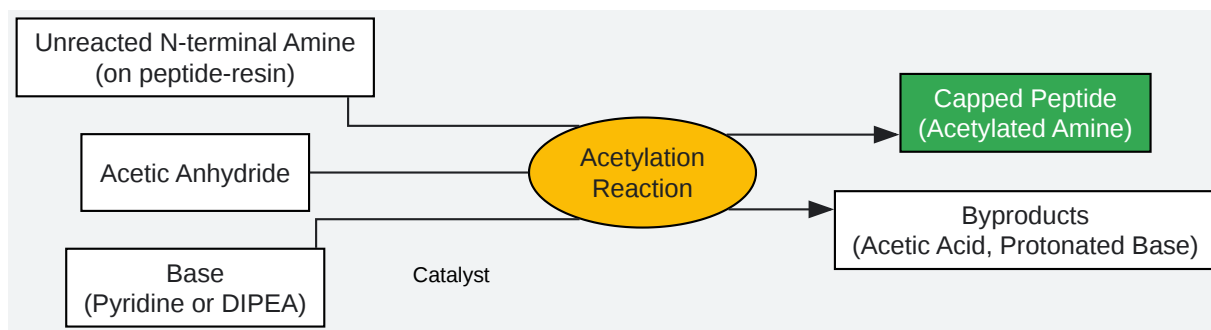 Unreacted N-terminal Amine
(on peptide-resin)
Acetic Anhydride
Base
(Pyridine or DIPEA)
Catalyst
Acetylation
Reaction
Capped Peptide
(Acetylated Amine)
Byproducts
(Acetic Acid, Protonated Base)